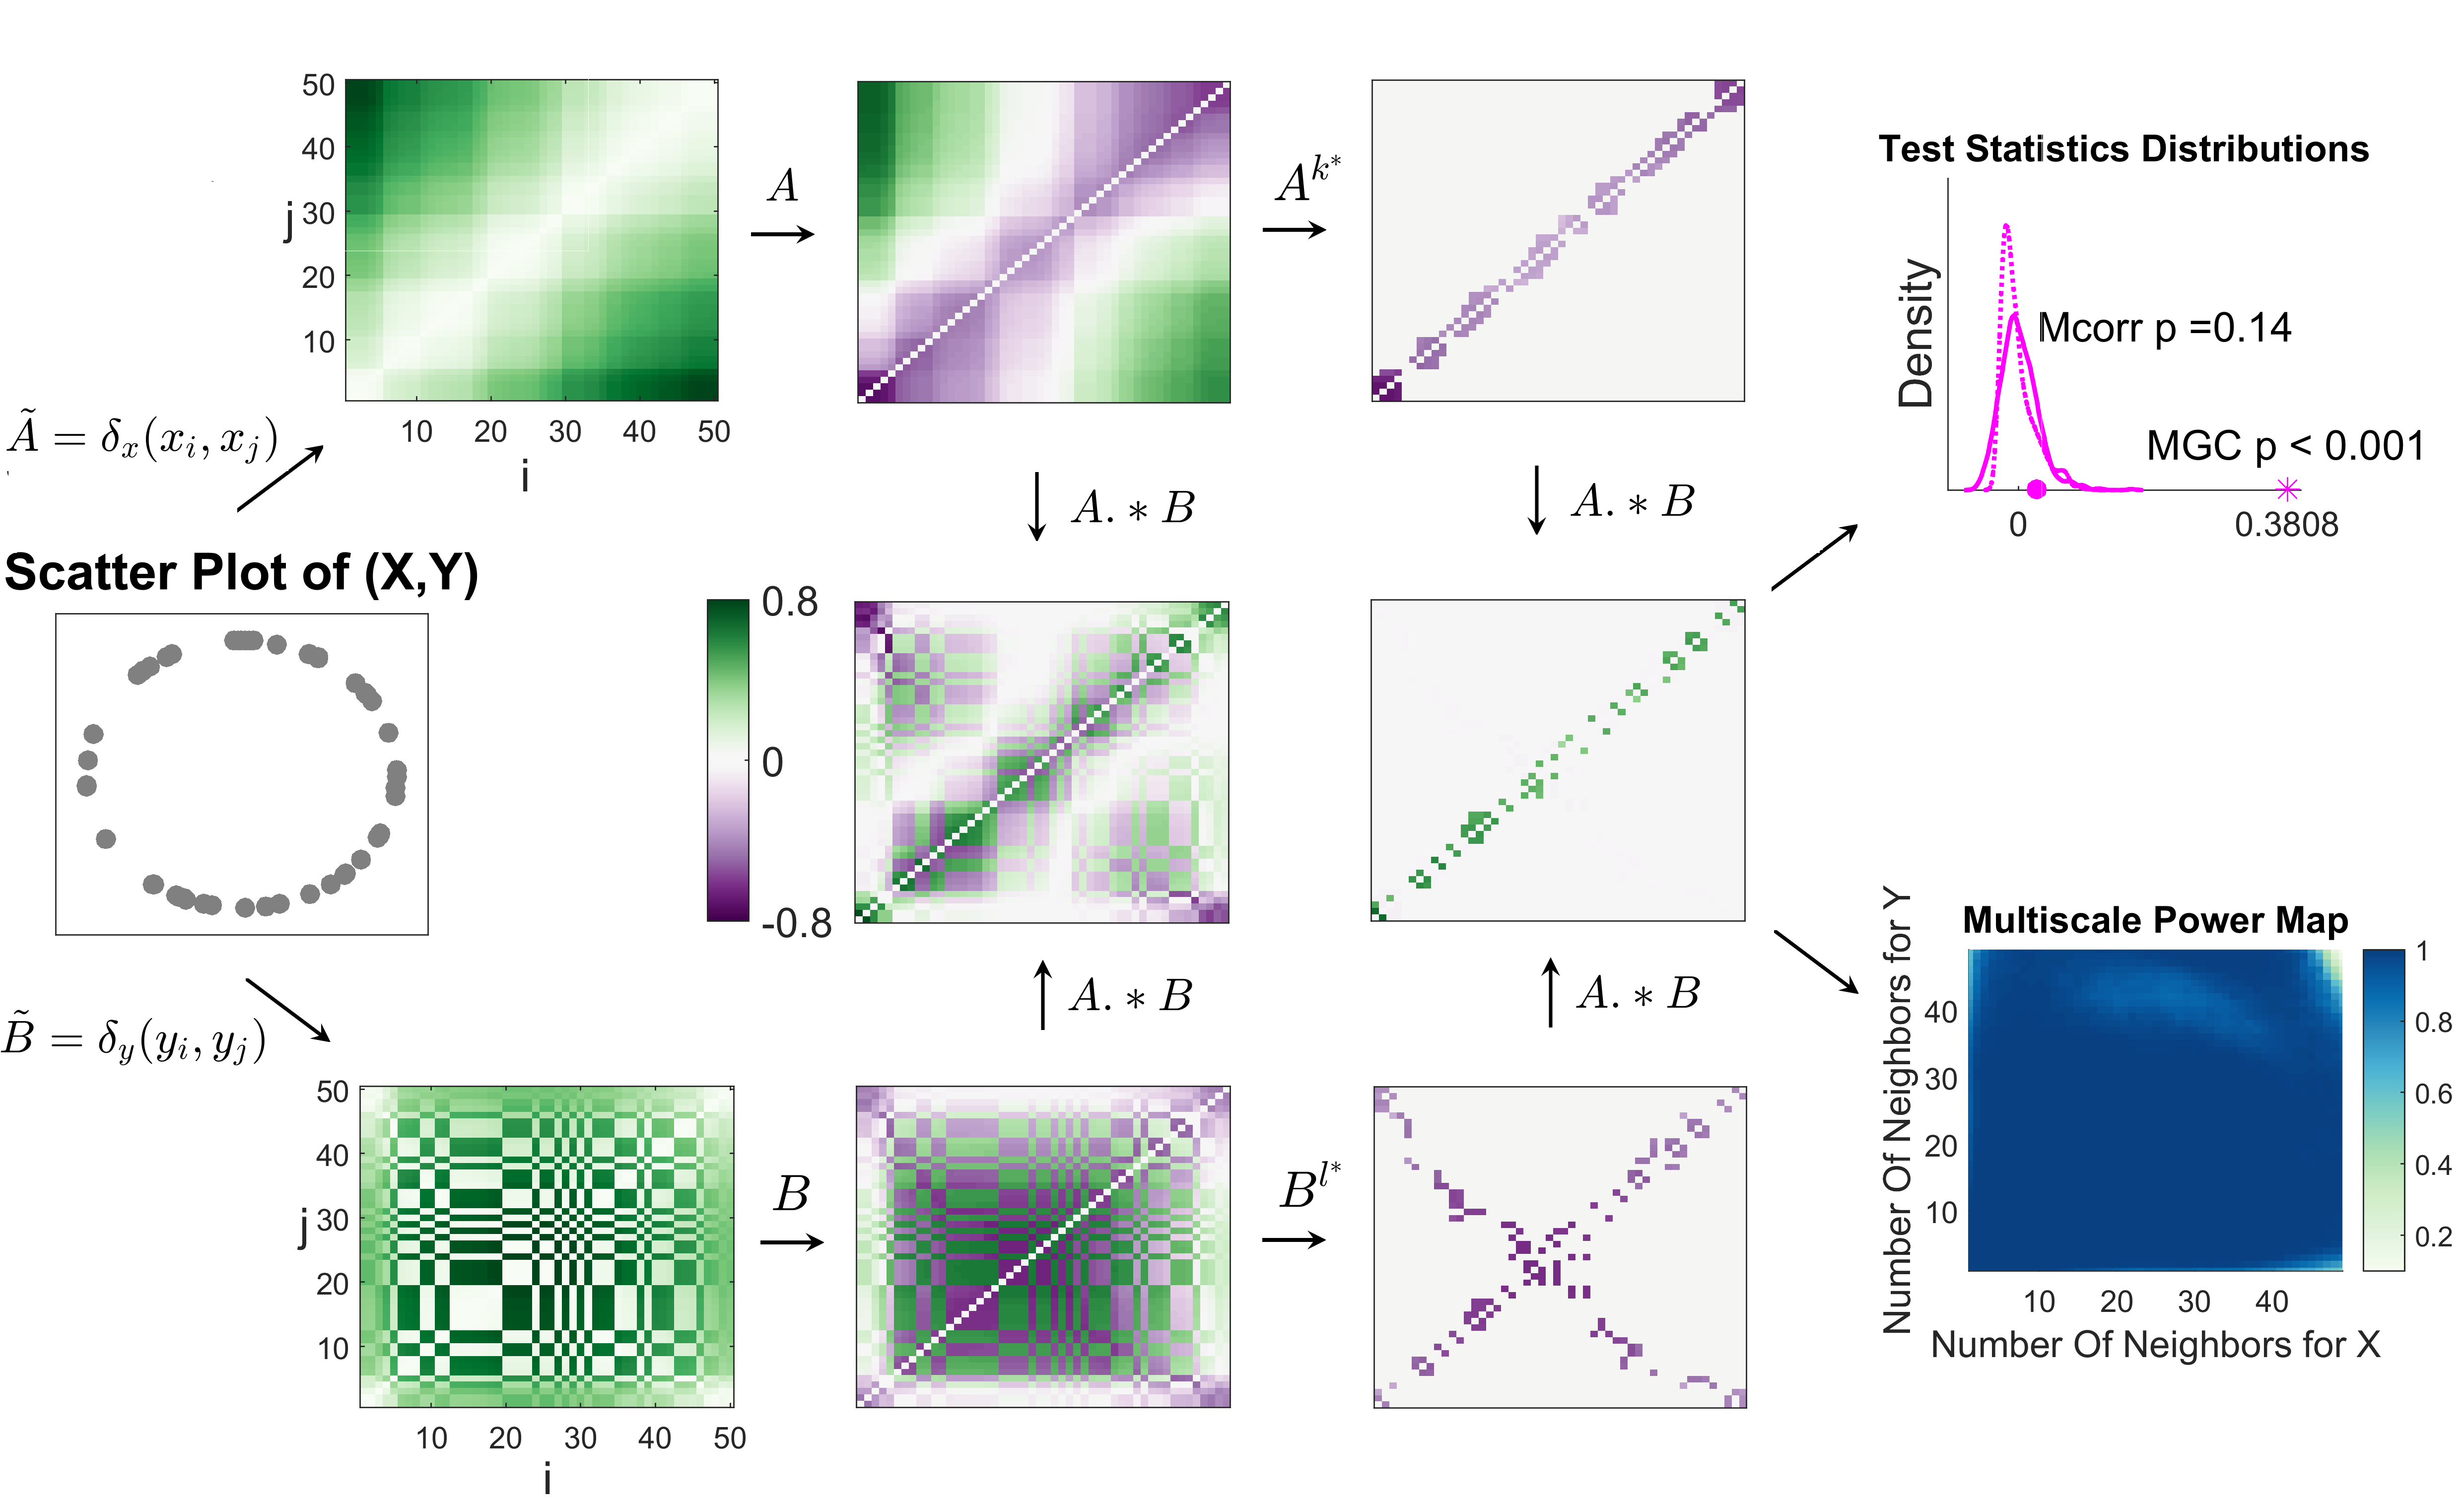 50
40
30
20
10
j
10 20 30 40 50
i
A
A^{k*}
Test Statistics Distributions
Density
Mcorr p =0.14
MGC p < 0.001
0 0.3808
Ã = δ_x(x_i, x_j)
A. * B
A. * B
Scatter Plot of (X,Y)
0.8
0
-0.8
A. * B
A. * B
B̃ = δ_y(y_i, y_j)
50
40
30
20
10
j
10 20 30 40 50
i
B
B^{l*}
Multiscale Power Map
Number Of Neighbors for Y
40
30
20
10
10 20 30 40
Number Of Neighbors for X
1
0.8
0.6
0.4
0.2